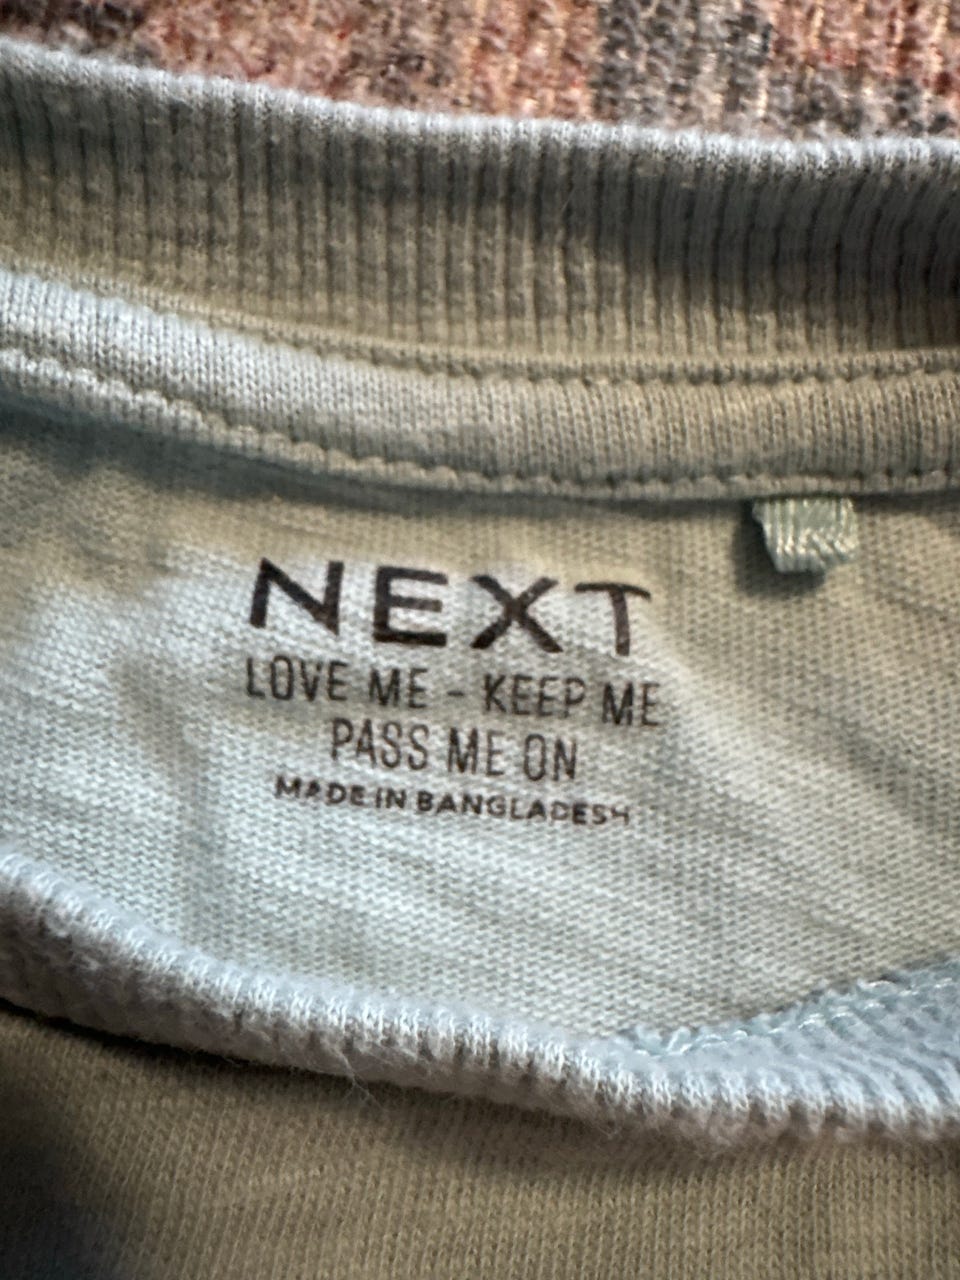 NEXT
LOVE ME - KEEP ME
PASS ME ON
MADE IN BANGLADESH